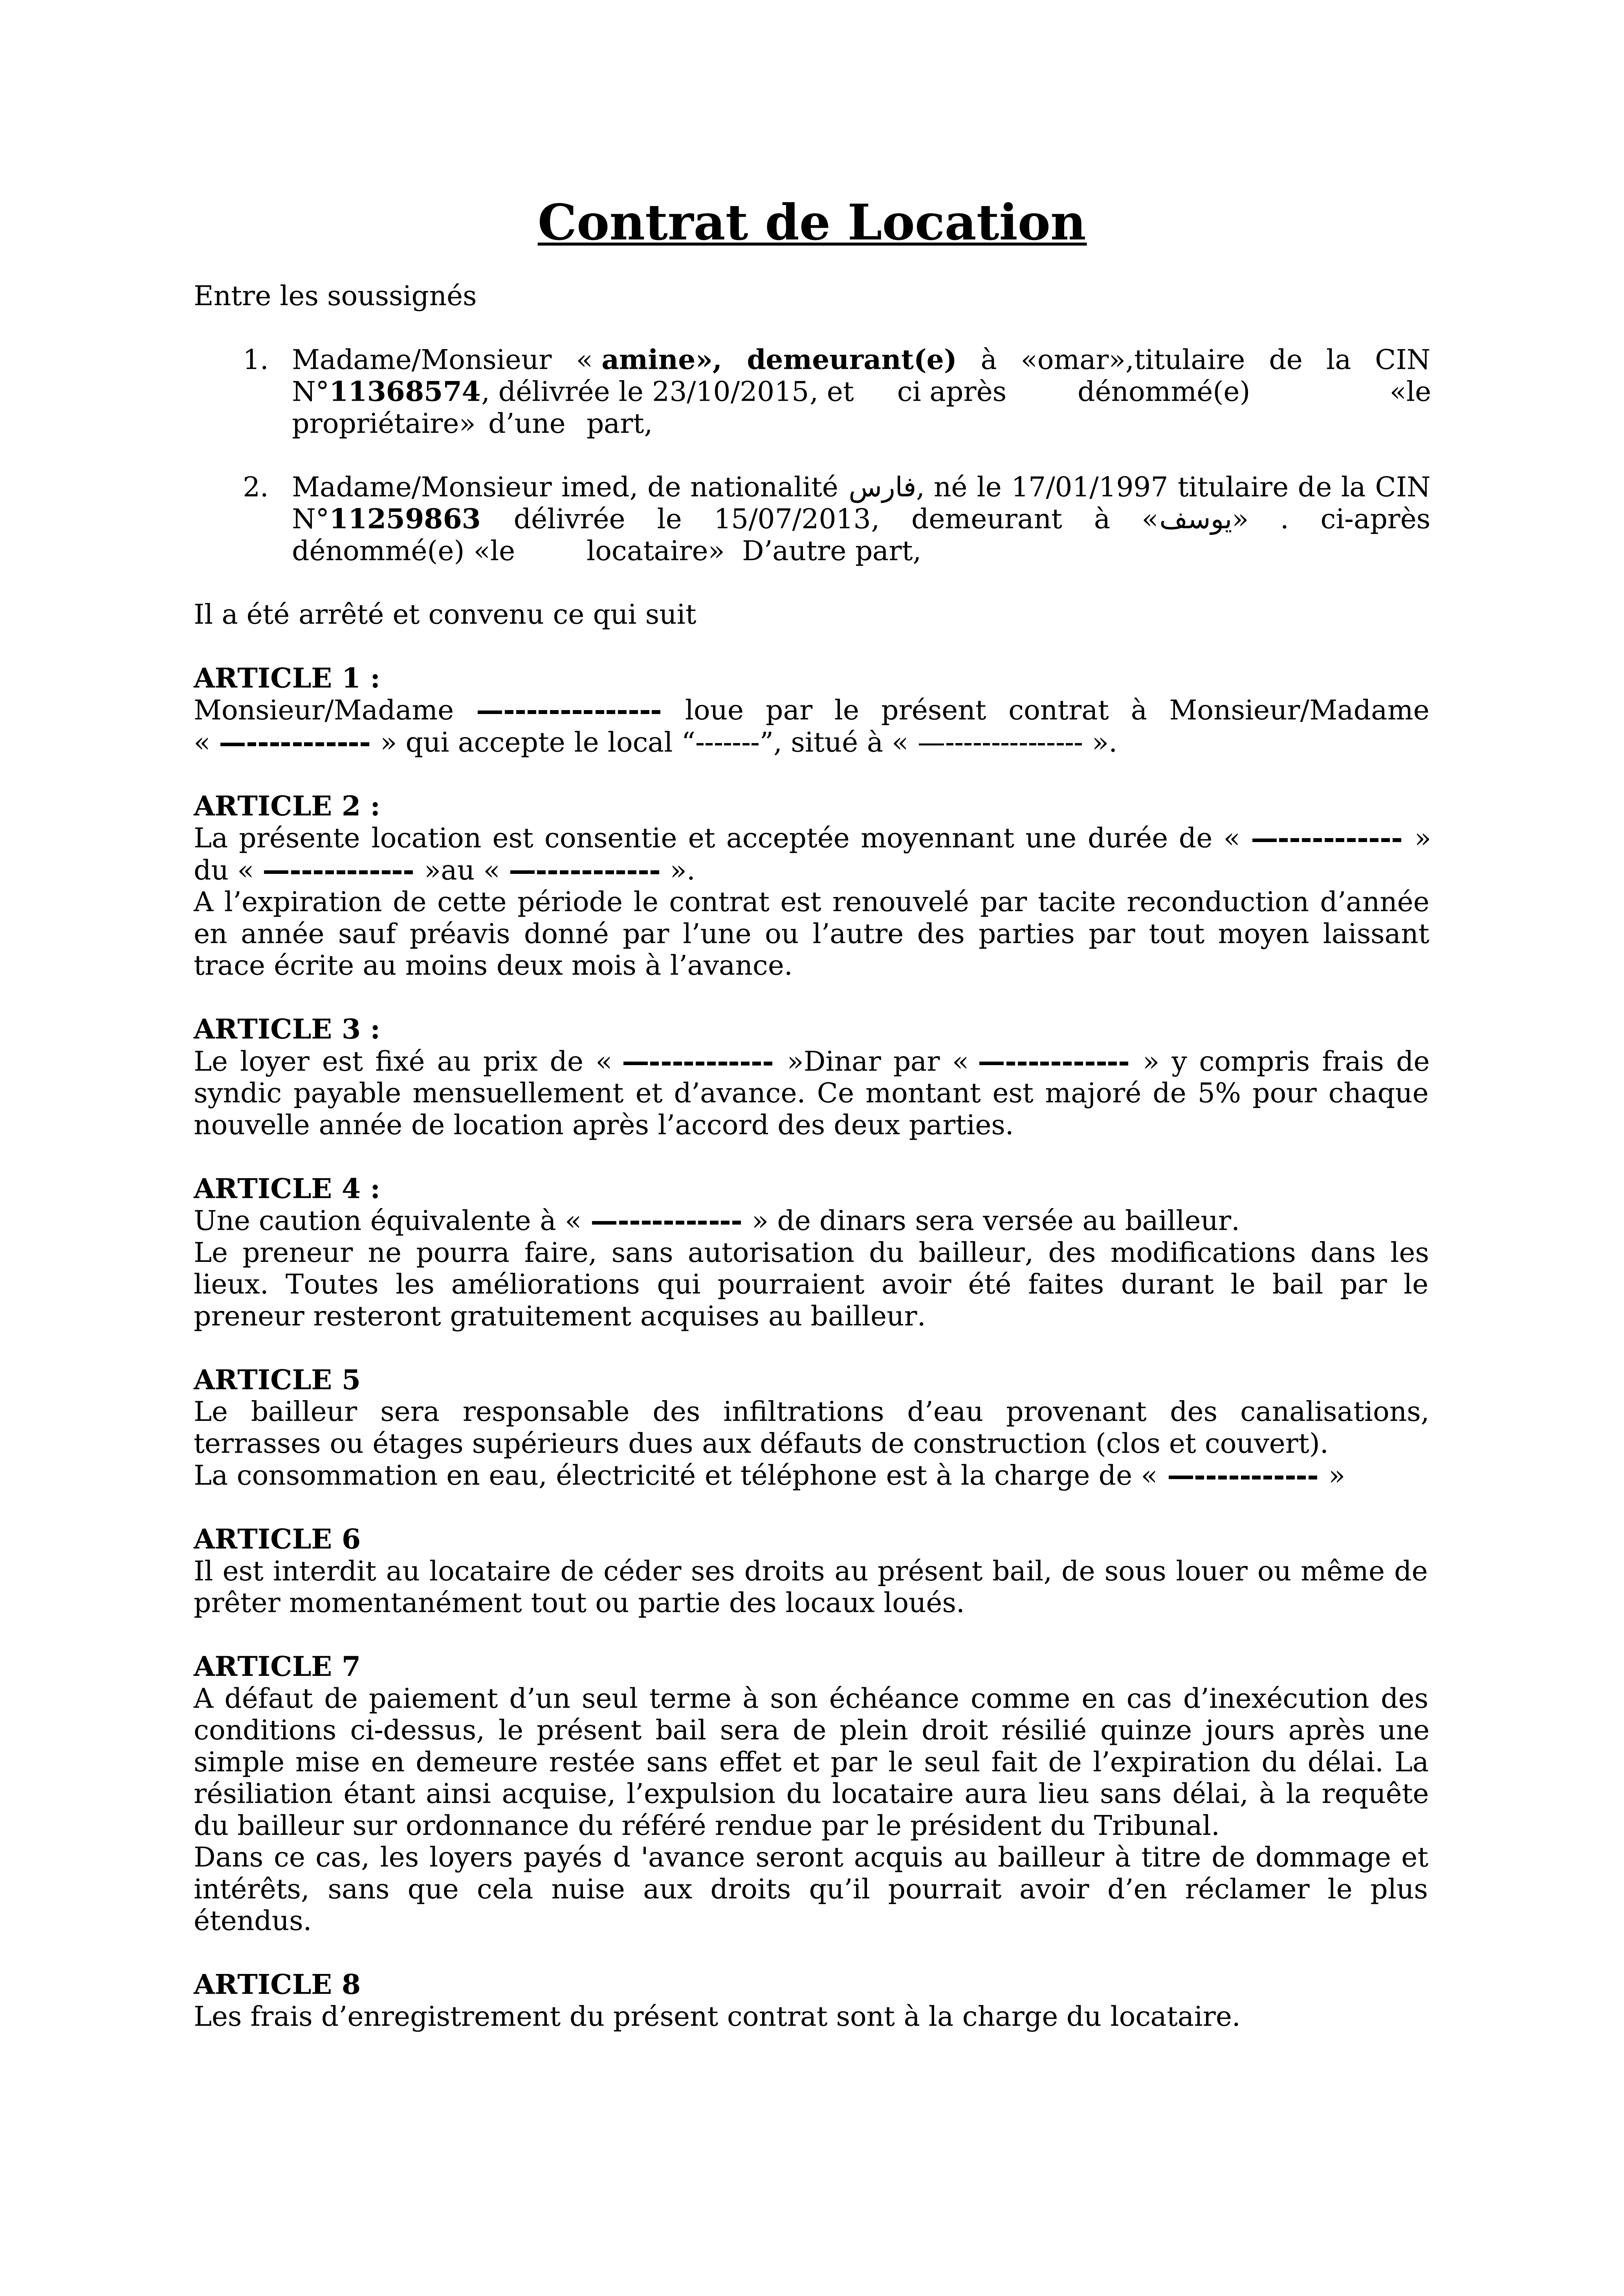 Contrat de Location
Entre les soussignés
1. Madame/Monsieur « amine», demeurant(e) à «omar»,titulaire de la CIN
N°11368574, délivrée le 23/10/2015, et ci après dénommé(e) «le
propriétaire» d’une part,
2. Madame/Monsieur imed, de nationalité فارس, né le 17/01/1997 titulaire de la CIN
N°11259863 délivrée le 15/07/2013, demeurant à «يوسف» . ci-après
dénommé(e) «le locataire» D’autre part,
Il a été arrêté et convenu ce qui suit
ARTICLE 1 :
Monsieur/Madame —-------------- loue par le présent contrat à Monsieur/Madame
« —----------- » qui accepte le local “-------”, situé à « —--------------- ».
ARTICLE 2 :
La présente location est consentie et acceptée moyennant une durée de « —----------- »
du « —----------- »au « —----------- ».
A l’expiration de cette période le contrat est renouvelé par tacite reconduction d’année
en année sauf préavis donné par l’une ou l’autre des parties par tout moyen laissant
trace écrite au moins deux mois à l’avance.
ARTICLE 3 :
Le loyer est fixé au prix de « —----------- »Dinar par « —----------- » y compris frais de
syndic payable mensuellement et d’avance. Ce montant est majoré de 5% pour chaque
nouvelle année de location après l’accord des deux parties.
ARTICLE 4 :
Une caution équivalente à « —----------- » de dinars sera versée au bailleur.
Le preneur ne pourra faire, sans autorisation du bailleur, des modifications dans les
lieux. Toutes les améliorations qui pourraient avoir été faites durant le bail par le
preneur resteront gratuitement acquises au bailleur.
ARTICLE 5
Le bailleur sera responsable des infiltrations d’eau provenant des canalisations,
terrasses ou étages supérieurs dues aux défauts de construction (clos et couvert).
La consommation en eau, électricité et téléphone est à la charge de « —----------- »
ARTICLE 6
Il est interdit au locataire de céder ses droits au présent bail, de sous louer ou même de
prêter momentanément tout ou partie des locaux loués.
ARTICLE 7
A défaut de paiement d’un seul terme à son échéance comme en cas d’inexécution des
conditions ci-dessus, le présent bail sera de plein droit résilié quinze jours après une
simple mise en demeure restée sans effet et par le seul fait de l’expiration du délai. La
résiliation étant ainsi acquise, l’expulsion du locataire aura lieu sans délai, à la requête
du bailleur sur ordonnance du référé rendue par le président du Tribunal.
Dans ce cas, les loyers payés d 'avance seront acquis au bailleur à titre de dommage et
intérêts, sans que cela nuise aux droits qu’il pourrait avoir d’en réclamer le plus
étendus.
ARTICLE 8
Les frais d’enregistrement du présent contrat sont à la charge du locataire.